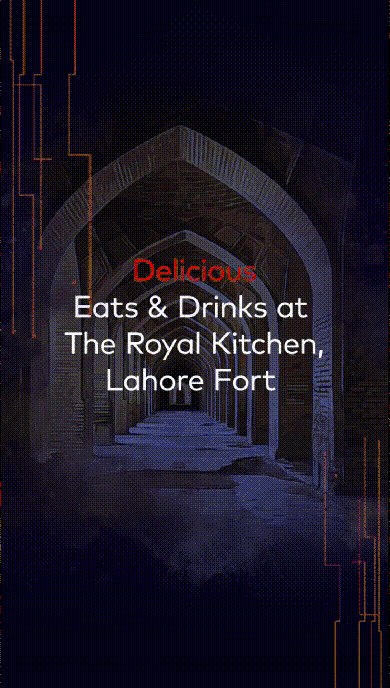 Delicious
Eats & Drinks at
The Royal Kitchen,
Lahore Fort